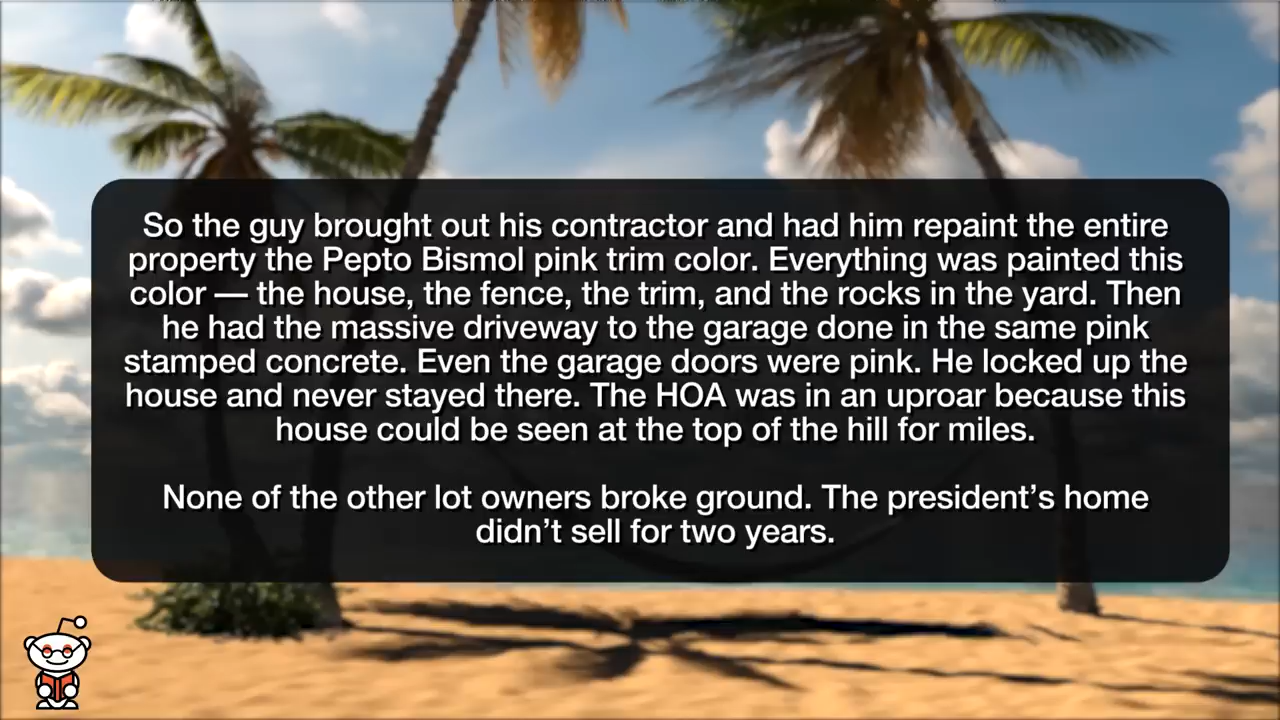 So the guy brought out his contractor and had him repaint the entire
property the Pepto Bismol pink trim color. Everything was painted this
color — the house, the fence, the trim, and the rocks in the yard. Then
he had the massive driveway to the garage done in the same pink
stamped concrete. Even the garage doors were pink. He locked up the
house and never stayed there. The HOA was in an uproar because this
house could be seen at the top of the hill for miles.
None of the other lot owners broke ground. The president’s home
didn’t sell for two years.